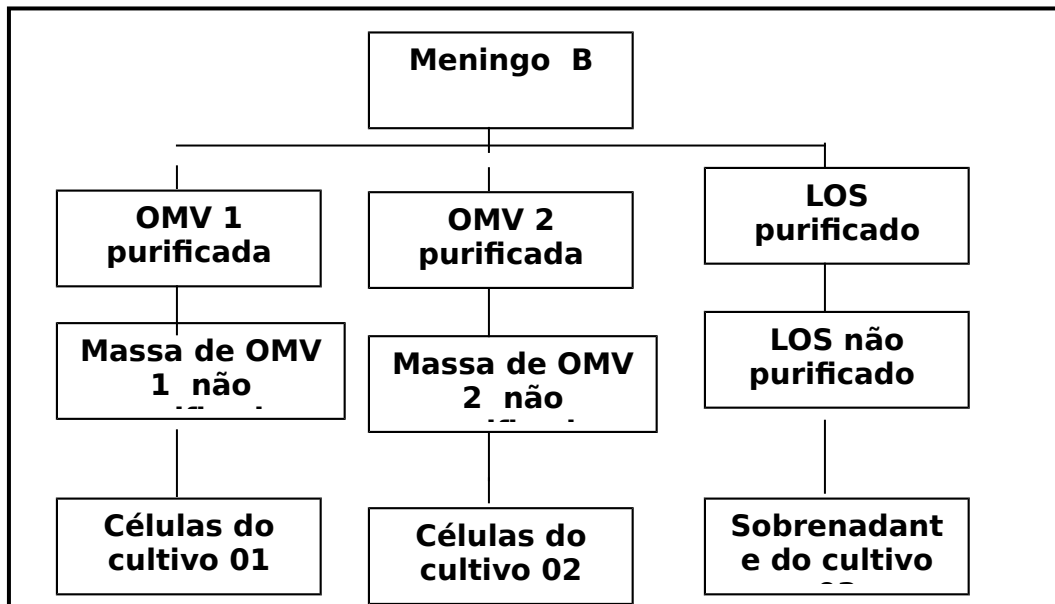 Meningo B
OMV 1
purificada
Massa de OMV
1 não
Células do
cultivo 01
OMV 2
purificada
Massa de OMV
2 não
Células do
cultivo 02
LOS
purificado
LOS não
purificado
Sobrenadant
e do cultivo